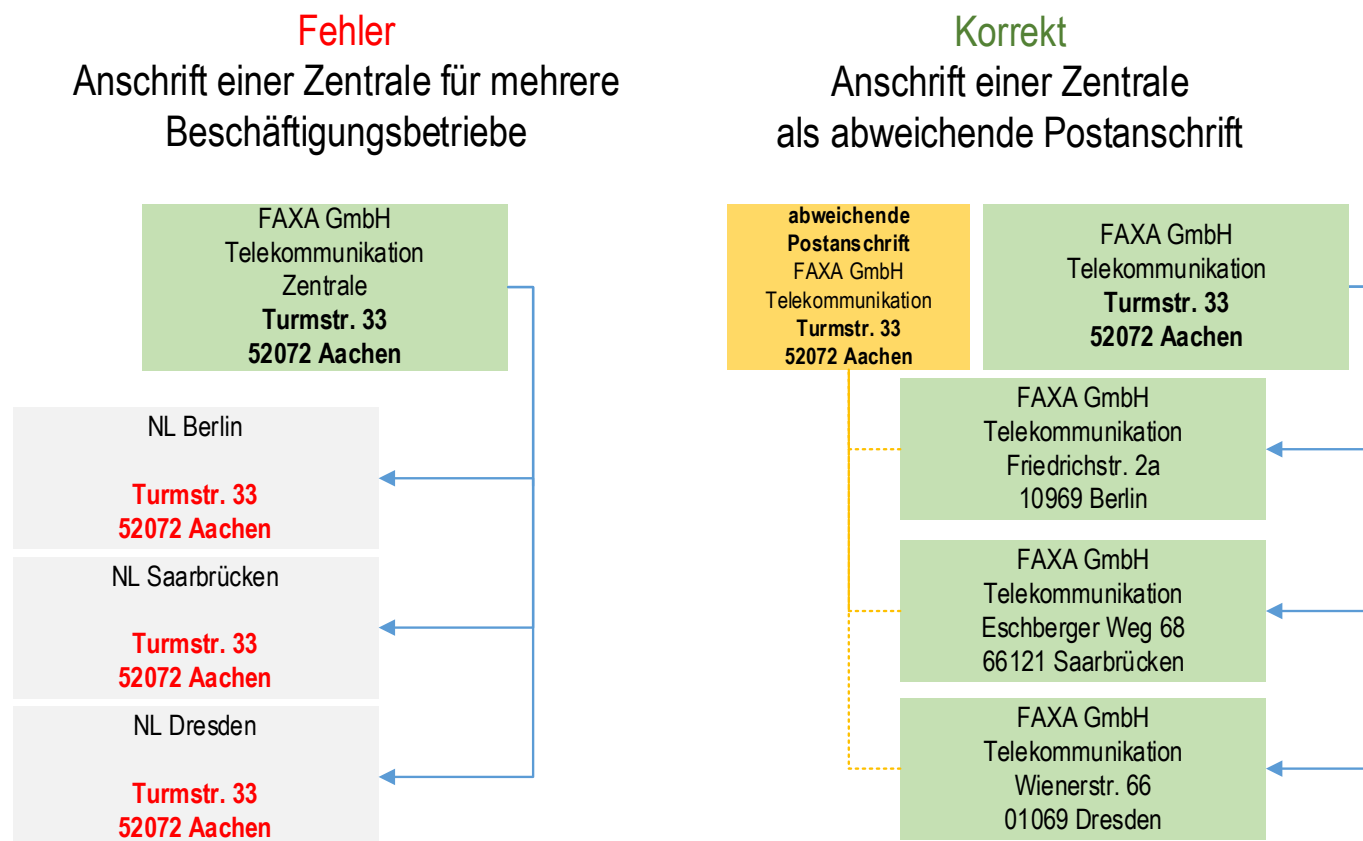 Fehler
Anschrift einer Zentrale für mehrere
Beschäftigungsbetriebe
FAXA GmbH
Telekommunikation
Zentrale
Turmstr. 33
52072 Aachen
NL Berlin
Turmstr. 33
52072 Aachen
NL Saarbrücken
Turmstr. 33
52072 Aachen
NL Dresden
Turmstr. 33
52072 Aachen
Korrekt
Anschrift einer Zentrale
als abweichende Postanschrift
abweichende
Postanschrift
FAXA GmbH
Telekommunikation
Turmstr. 33
52072 Aachen
FAXA GmbH
Telekommunikation
Turmstr. 33
52072 Aachen
FAXA GmbH
Telekommunikation
Friedrichstr. 2a
10969 Berlin
FAXA GmbH
Telekommunikation
Eschberger Weg 68
66121 Saarbrücken
FAXA GmbH
Telekommunikation
Wienerstr. 66
01069 Dresden